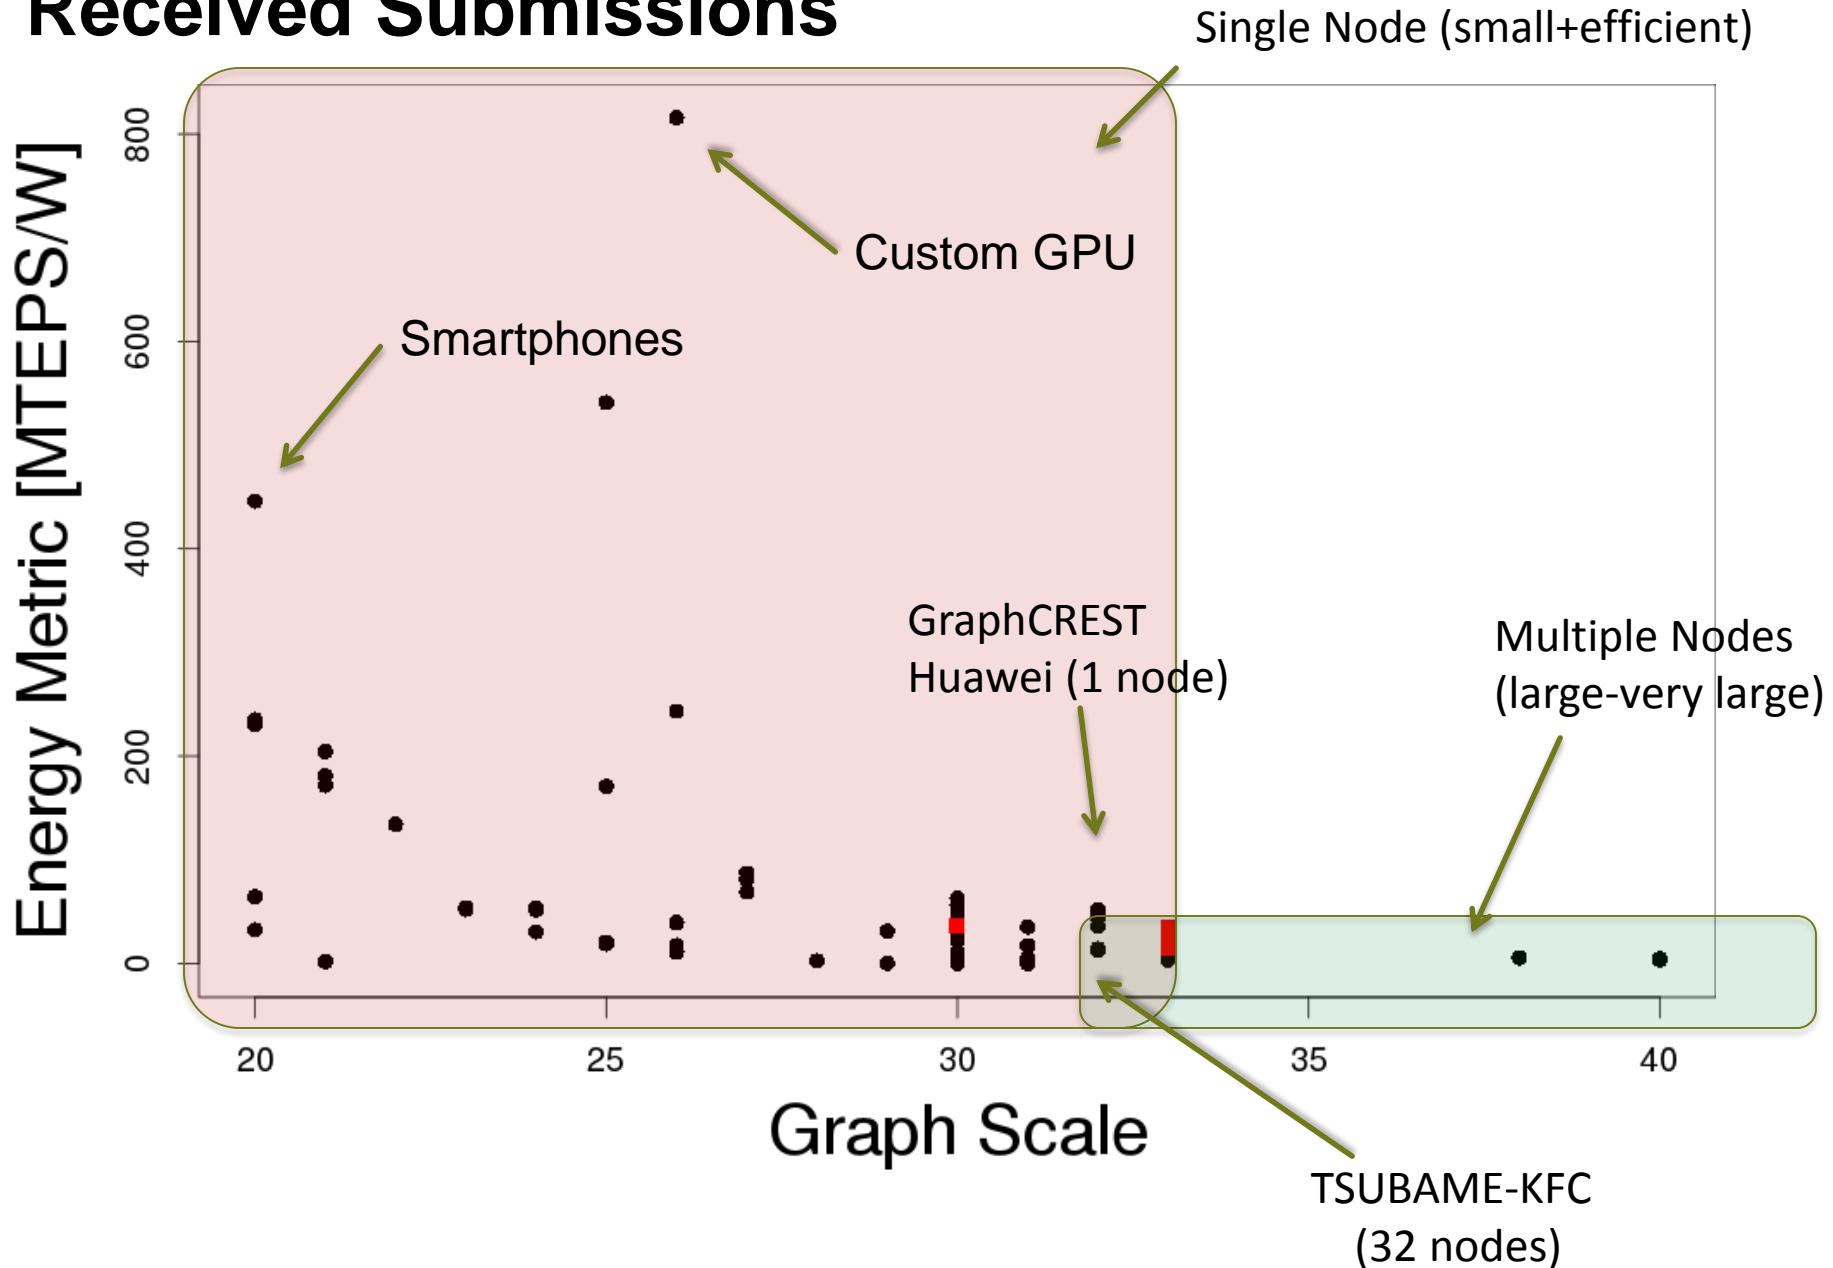 Received Submissions
Single Node (small+efficient)
Energy Metric [MTEPS/W]
800
600
400
200
0
Custom GPU
Smartphones
GraphCREST
Huawei (1 node)
Multiple Nodes
(large-very large)
20
25
30
35
40
Graph Scale
TSUBAME-KFC
(32 nodes)